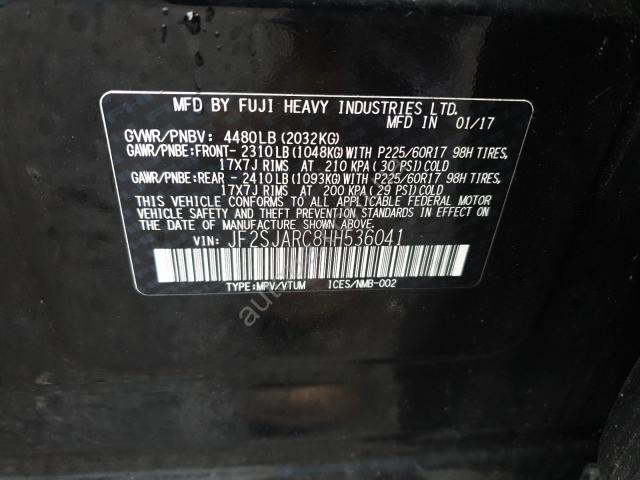 MFD BY FUJI HEAVY INDUSTRIES LTD.
MFD IN 01/17
GVWR/PNBV: 4480LB(2032KG)
GAWR/PNBE:FRONT-2310LB(1048KG)WITH P225/60R17 98H TIRES,
17X7J RIMS AT 210 KPA(30 PSI)COLD
GAWR/PNBE:REAR -2410LB(1093KG)WITH P225/60R17 98H TIRES,
17X7J RIMS AT 200 KPA(29 PSI)COLD
THIS VEHICLE CONFORMS TO ALL APPLICABLE FEDERAL MOTOR
VEHICLE SAFETY AND THEFT PREVENTION STANDARDS IN EFFECT
ON THE DATE OF MANUFACTURE SHOWN ABOVE.
VIN: JF2SJARC8HH536041
TYPE:MPV/VTUM ICES/NMB-002